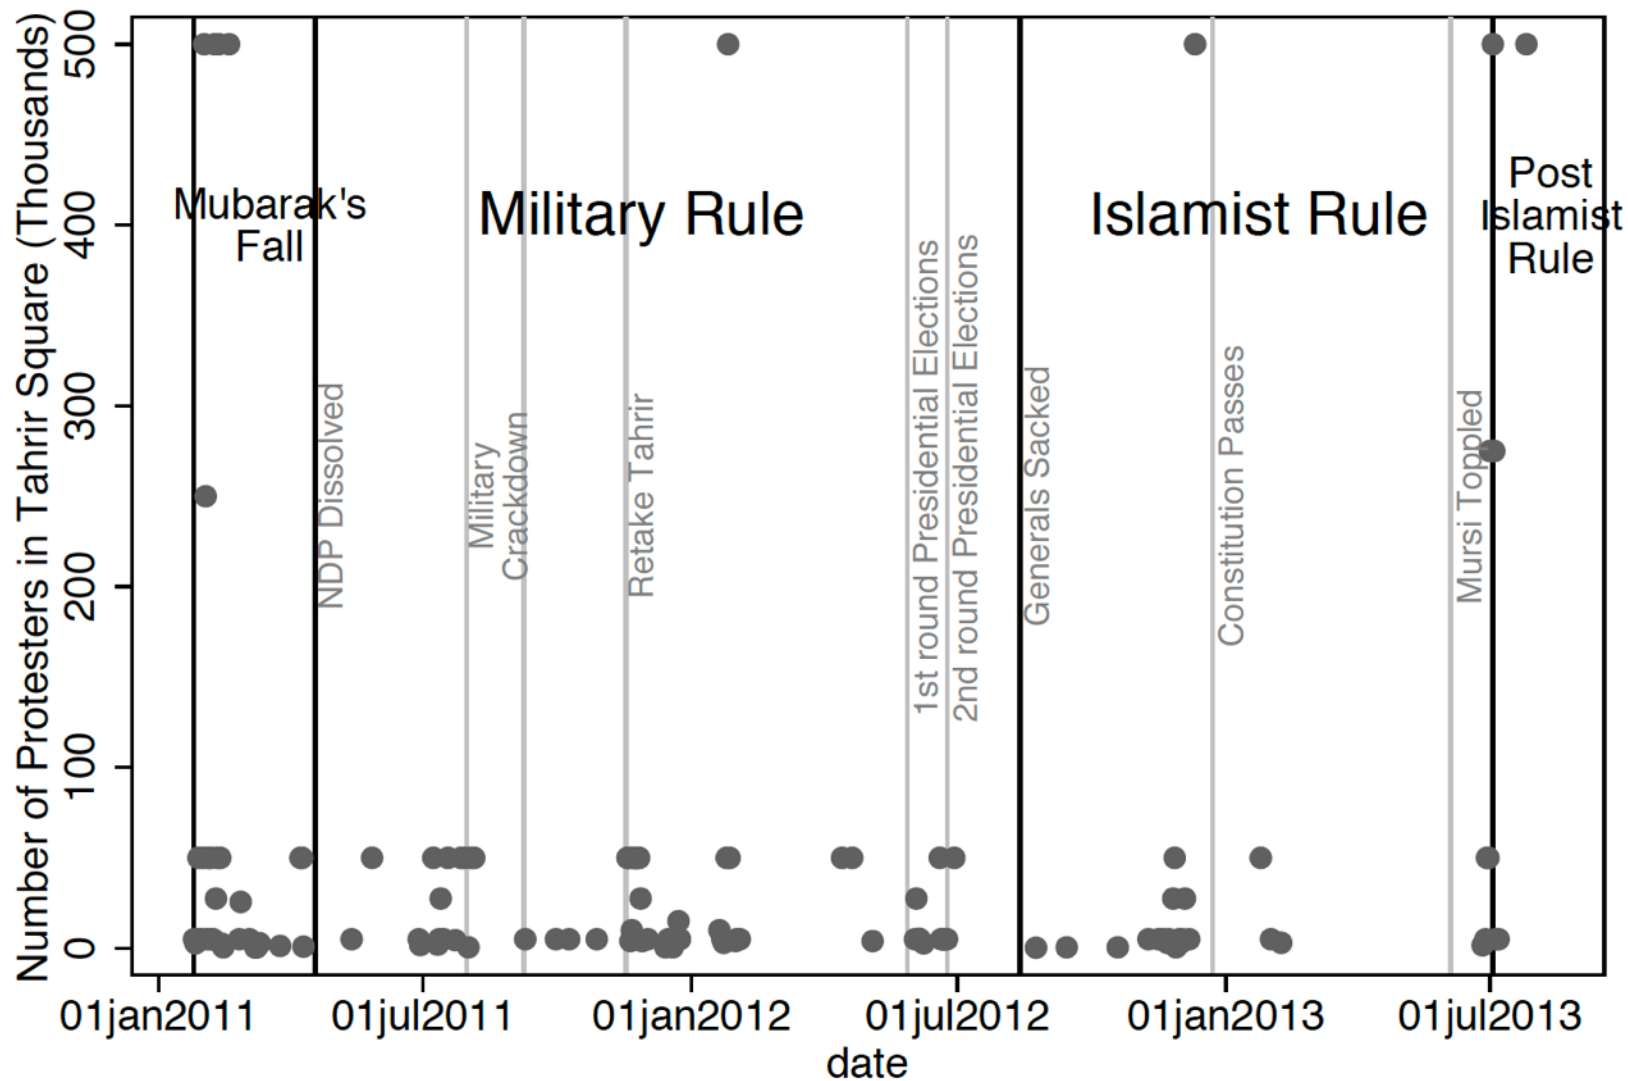 Number of Protesters in Tahrir Square (Thousands)
500
400
300
200
100
0
Mubarak's
Fall
Military Rule
Islamist Rule
Post
Islamist
Rule
NDP Dissolved
Military
Crackdown
Retake Tahrir
1st round Presidential Elections
2nd round Presidential Elections
Generals Sacked
Constitution Passes
Mursi Toppled
01jan2011
01jul2011
01jan2012
01jul2012
01jan2013
01jul2013
date